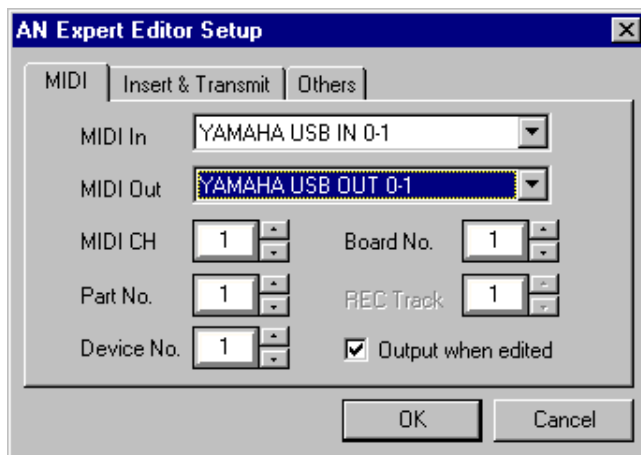 AN Expert Editor Setup
MIDI Insert & Transmit Others
MIDI In YAMAHA USB IN 0-1
MIDI Out YAMAHA USB OUT 0-1
MIDI CH 1 Board No. 1
Part No. 1 REC Track 1
Device No. 1 Output when edited
OK Cancel